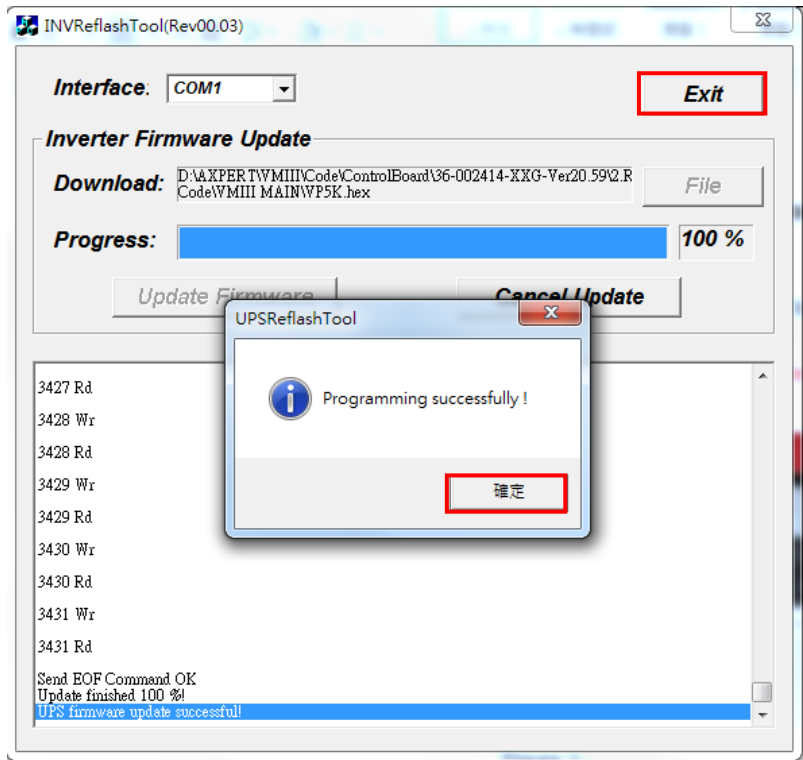 INVReflashTool(Rev00.03)
Interface:
COM1
Exit
Inverter Firmware Update
Download:
D:\AXPERT\VMIII\Code\ControlBoard\36-002414-XXG-Ver20.59\2.R
Code\VMIII MAIN\VP5K.hex
File
Progress:
100 %
Update Firmware
Cancel Update
UPSReflashTool
Programming successfully !
確定
3427 Rd
3428 Wr
3428 Rd
3429 Wr
3429 Rd
3430 Wr
3430 Rd
3431 Wr
3431 Rd
Send EOF Command OK
Update finished 100 %!
UPS firmware update successful!